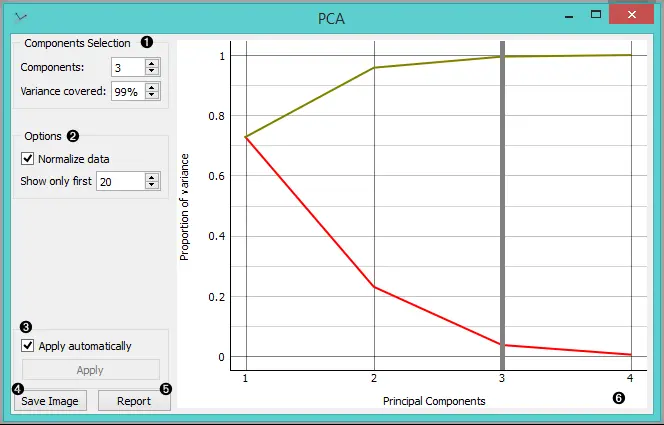 PCA
Components Selection ❶
Components: 3
Variance covered: 99%
Options ❷
Normalize data
Show only first 20
❸
Apply automatically
Apply
❹ Save Image
Report ❺
Proportion of variance
1
0.8
0.6
0.4
0.2
0
1 2 3 4
Principal Components
❻